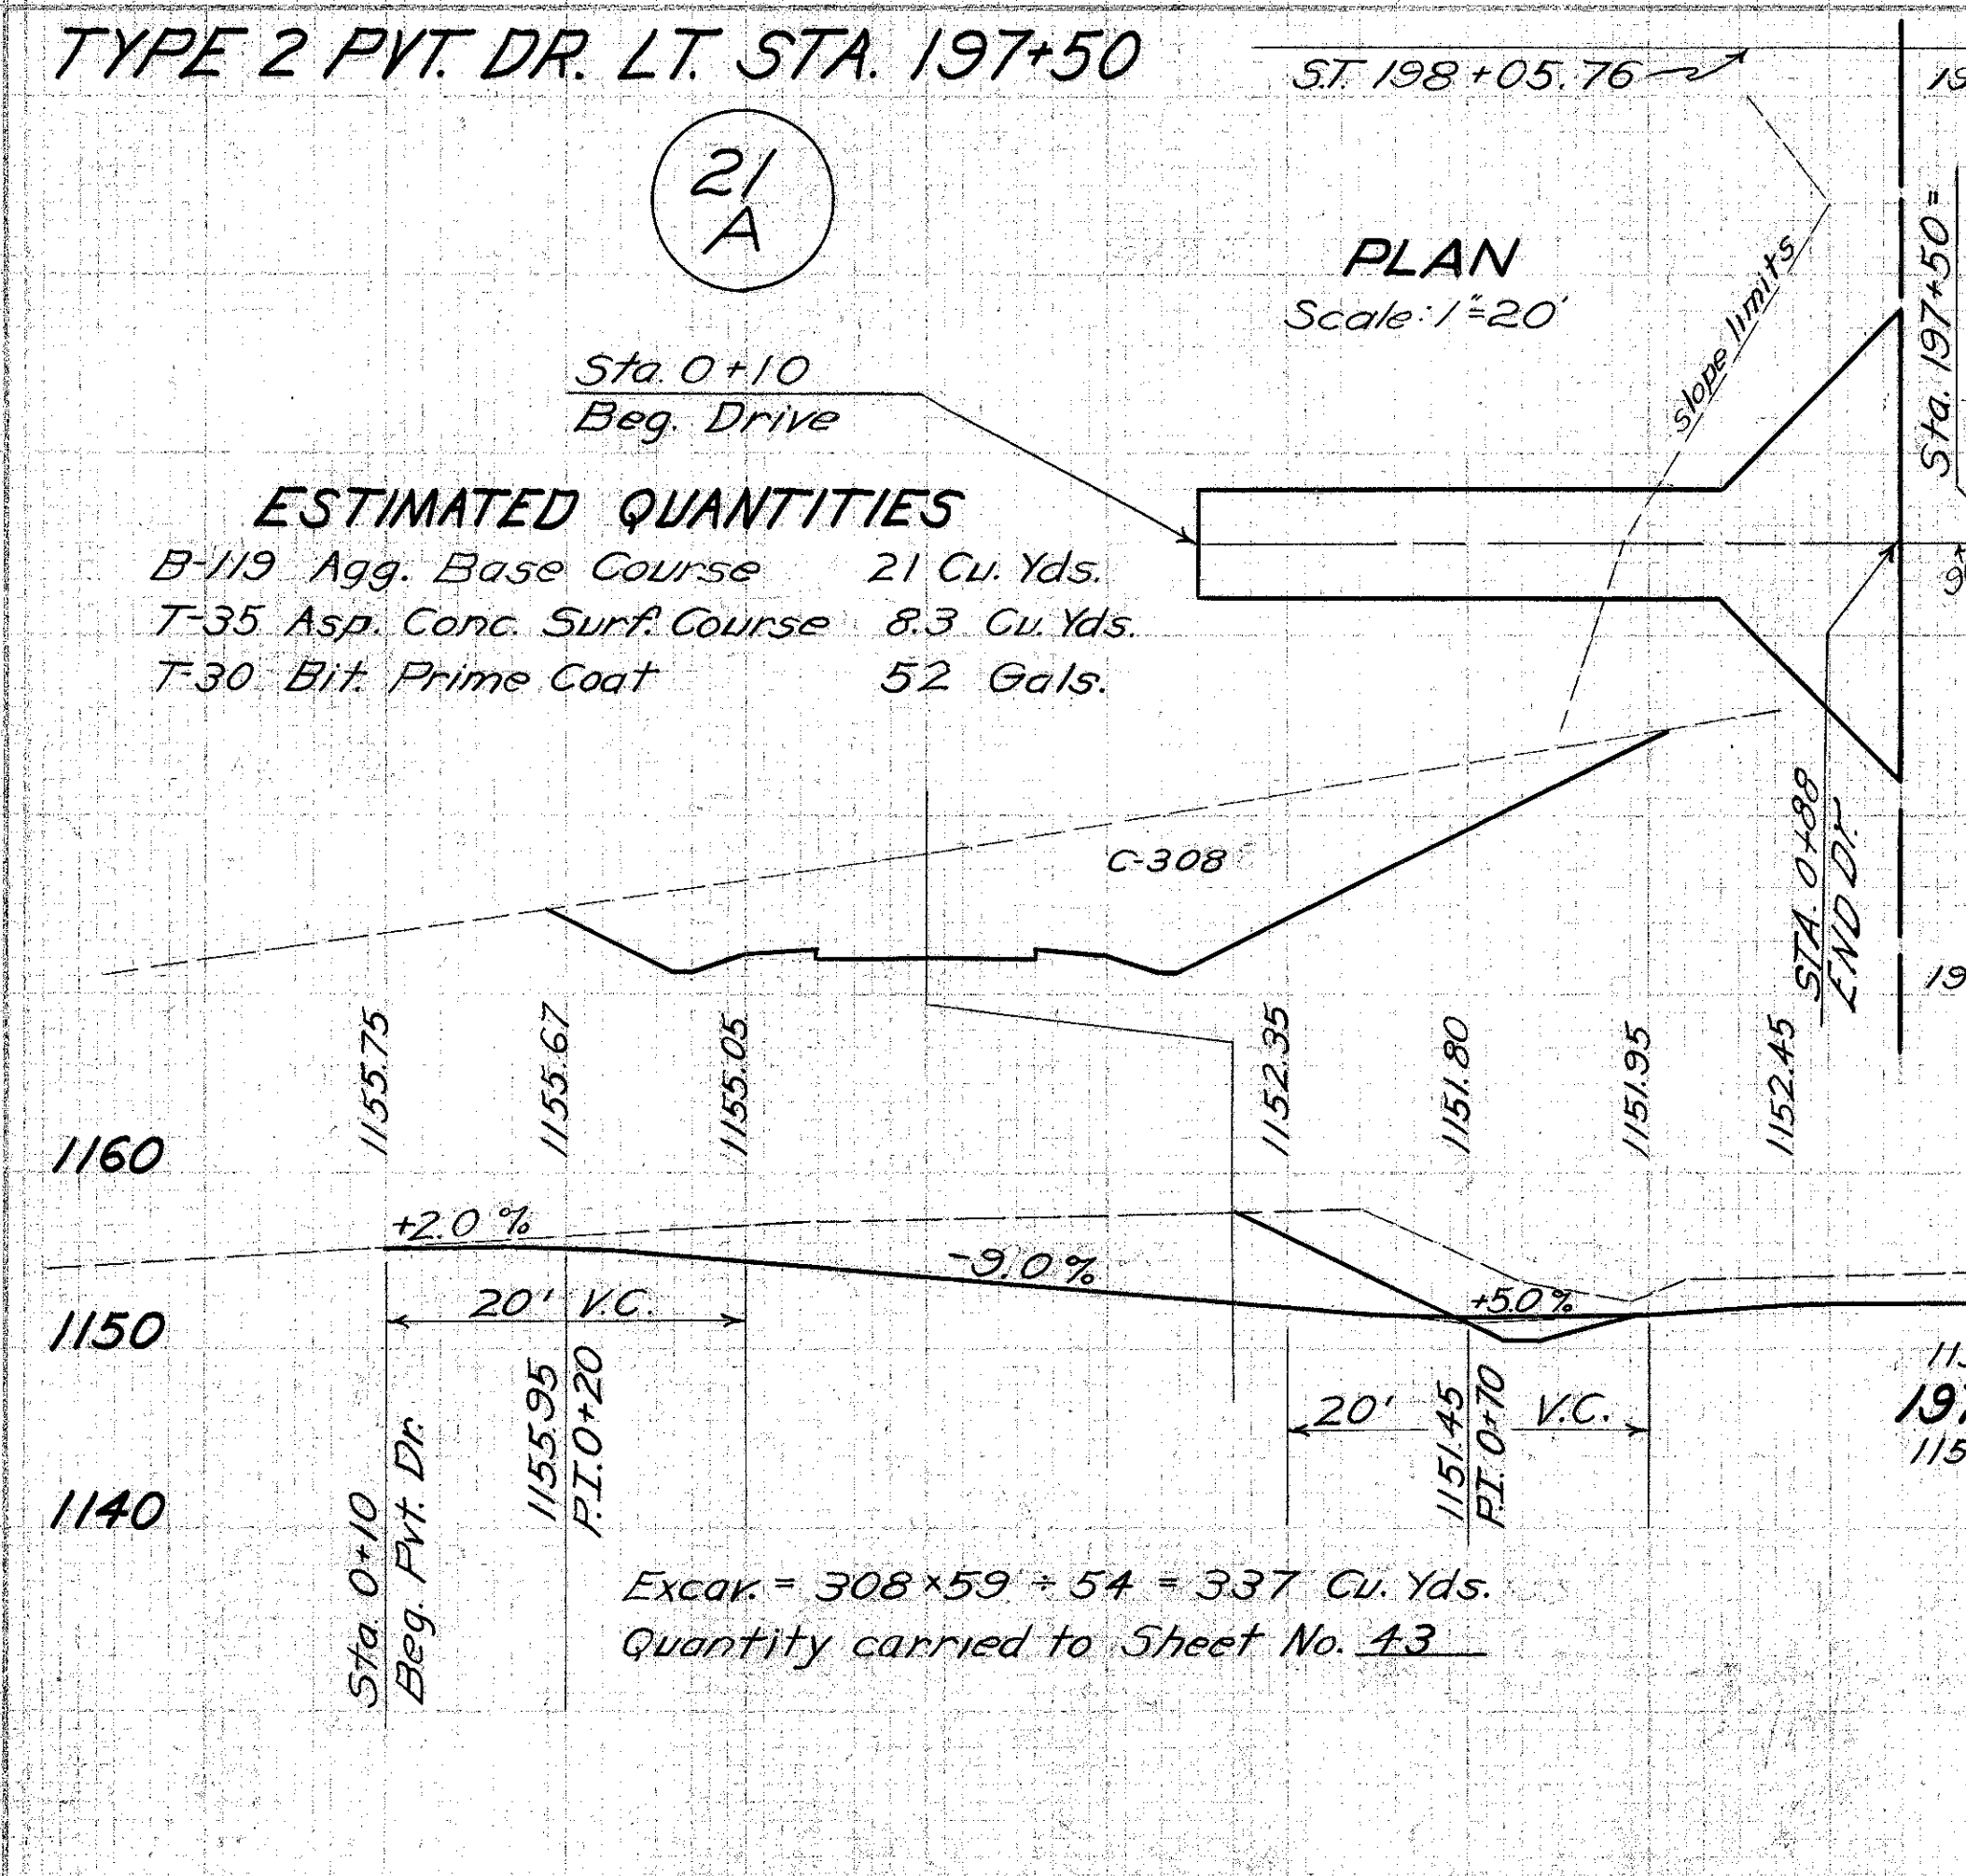 TYPE 2 PVT. DR. LT. STA. 197+50
S.T. 198+05.76
21
A
PLAN
Scale: 1"=20'
slope limits
Sta. 197+50=
Sta. 0+10
Beg. Drive
ESTIMATED QUANTITIES
B-119 Agg. Base Course 21 Cu. Yds.
T-35 Asp. Conc. Surf. Course 8.3 Cu. Yds.
T-30 Bit. Prime Coat 52 Gals.
C-308
STA. 0+88
END Dr.
1155.75
1155.67
1155.05
1152.35
1151.80
1151.95
1152.45
1160
+2.0%
-9.0%
+5.0%
1150
20' V.C.
1155.95
P.I. 0+20
20' V.C.
1151.45
P.I. 0+70
1140
Sta. 0+10
Beg. Pvt. Dr.
Excav. = 308×59 ÷ 54 = 337 Cu. Yds.
Quantity carried to Sheet No. 43